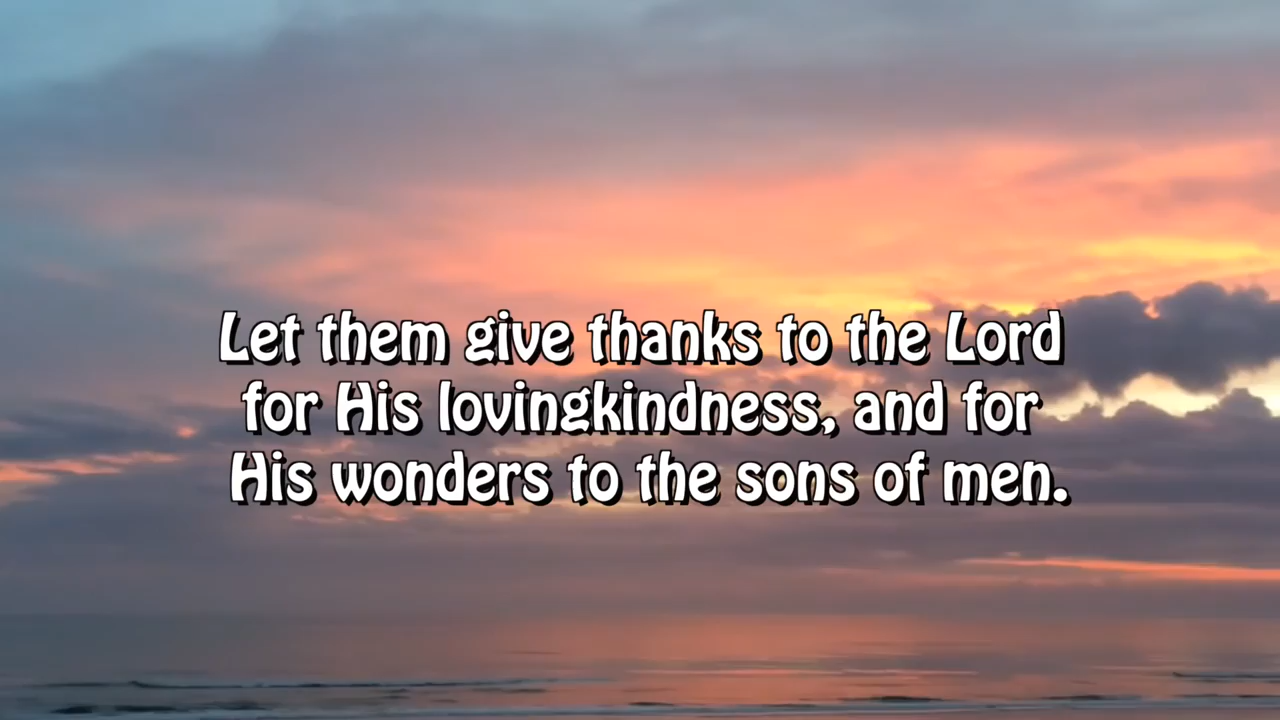 Let them give thanks to the Lord
for His lovingkindness, and for
His wonders to the sons of men.